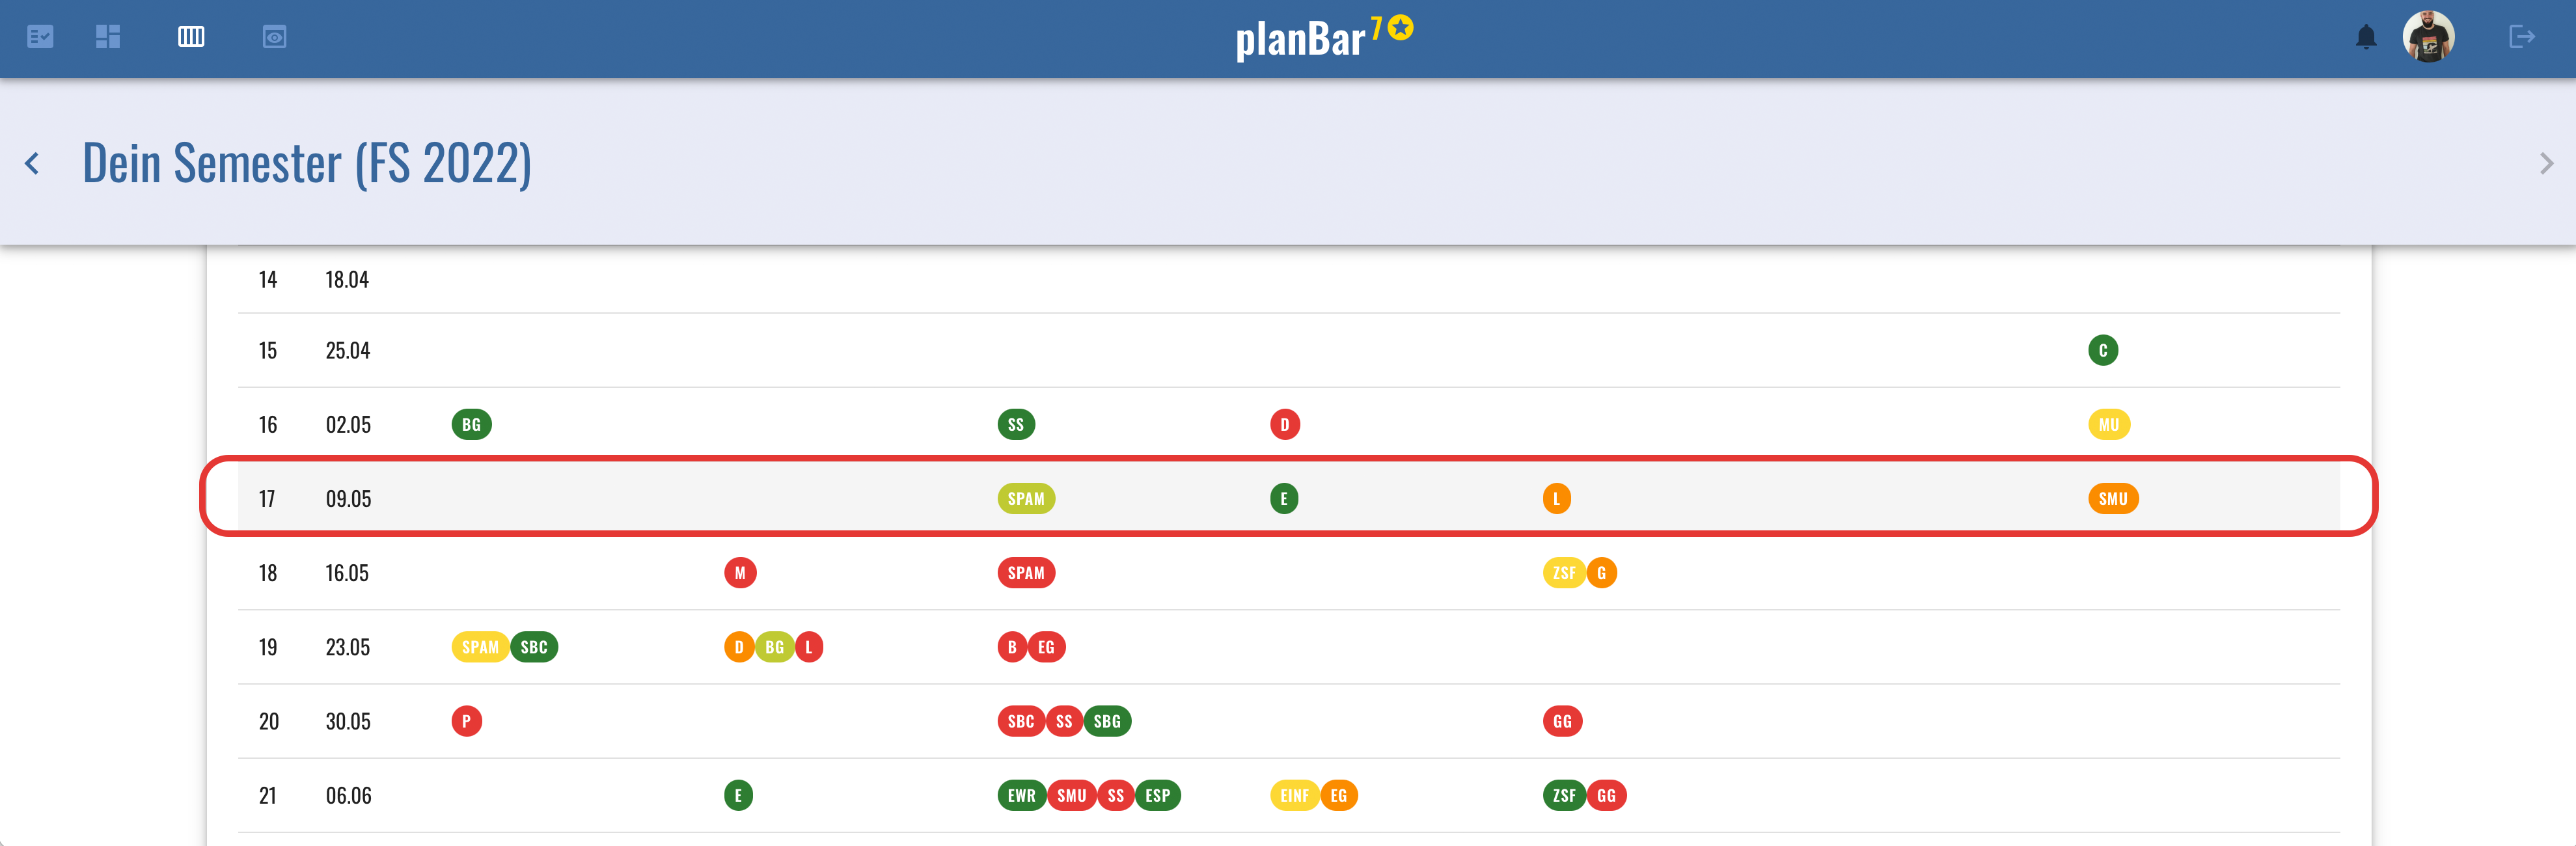 planBar 7
Dein Semester (FS 2022)
14 18.04
15 25.04 C
16 02.05 BG SS D MU
17 09.05 SPAM E L SMU
18 16.05 M SPAM ZSF G
19 23.05 SPAM SBC D BG L B EG
20 30.05 P SBC SS SBG GG
21 06.06 E EWR SMU SS ESP EINF EG ZSF GG